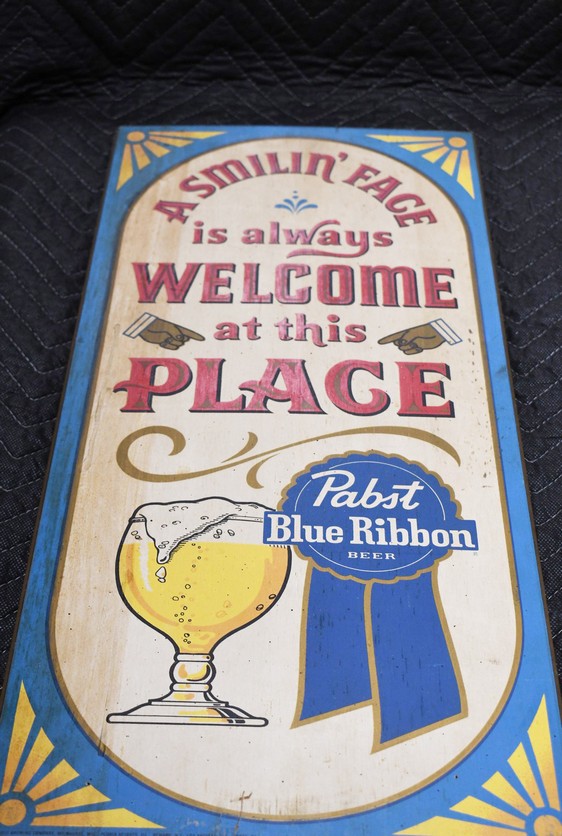 A SMILIN' FACE
is always
WELCOME
at this
PLACE
Pabst
Blue Ribbon
BEER